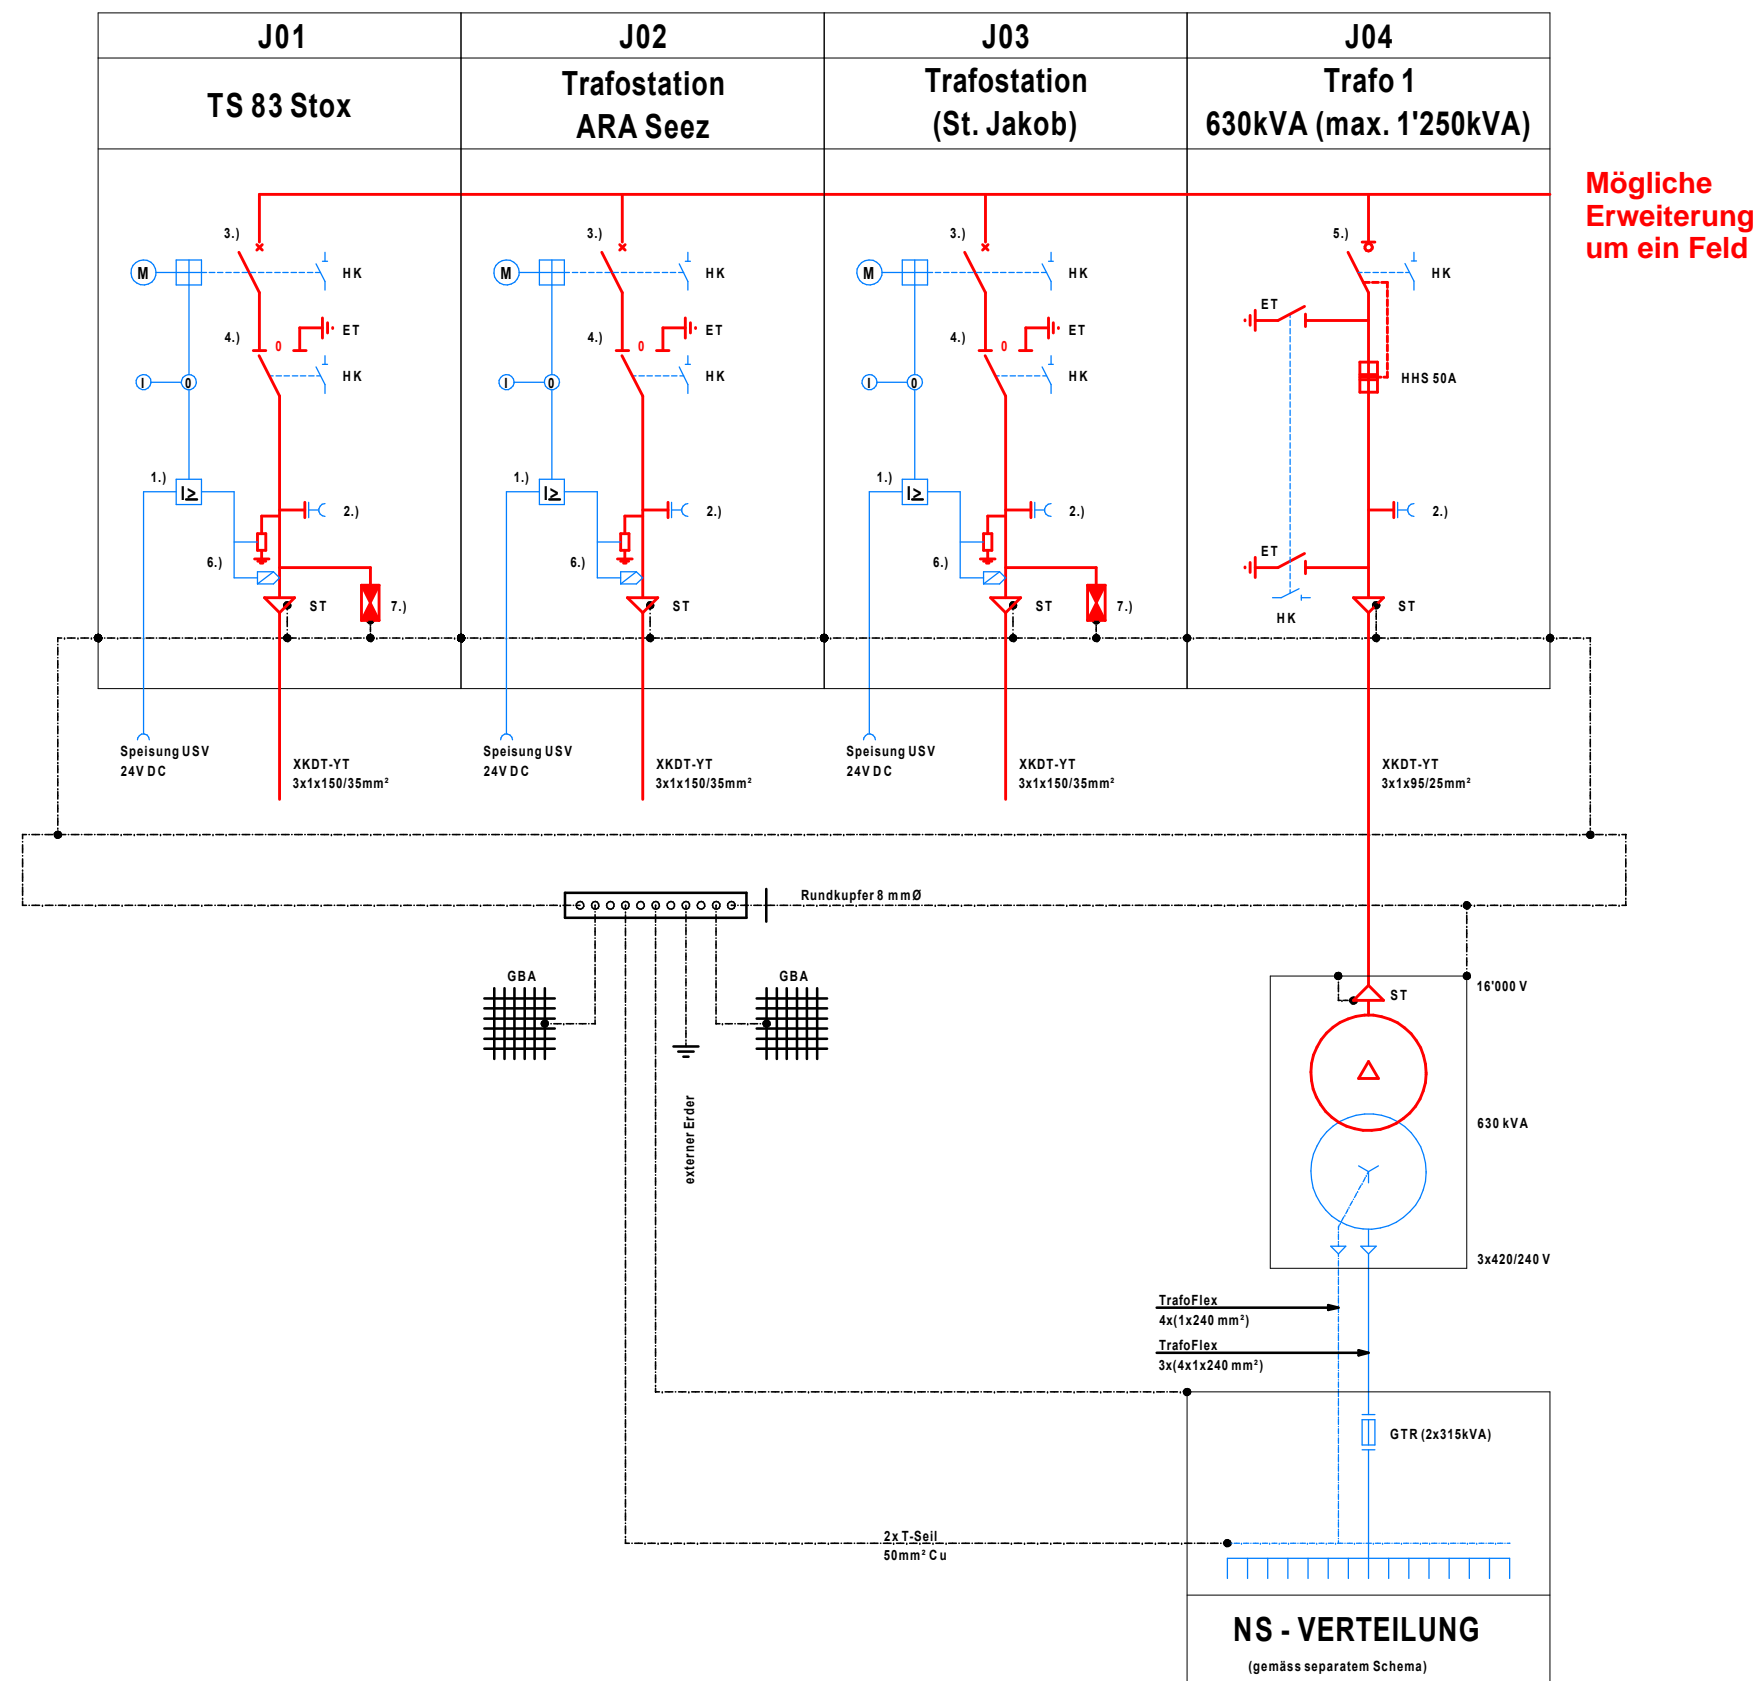 J01
J02
J03
J04
TS 83 Stox
Trafostation
ARA Seez
Trafostation
(St. Jakob)
Trafo 1
630kVA (max. 1'250kVA)
Mögliche
Erweiterung
um ein Feld
3.)
M
HK
4.)
0
ET
HK
I
0
1.)
I≥
2.)
6.)
ST
7.)
3.)
M
HK
4.)
0
ET
HK
I
0
1.)
I≥
2.)
6.)
ST
3.)
M
HK
4.)
0
ET
HK
I
0
1.)
I≥
2.)
6.)
ST
7.)
5.)
HK
ET
HHS 50A
2.)
ET
HK
ST
Speisung USV
24V DC
XKDT-YT
3x1x150/35mm²
Speisung USV
24V DC
XKDT-YT
3x1x150/35mm²
Speisung USV
24V DC
XKDT-YT
3x1x150/35mm²
XKDT-YT
3x1x95/25mm²
Rundkupfer 8 mmØ
GBA
GBA
externer Erder
ST
16'000 V
630 kVA
3x420/240 V
TrafoFlex
4x(1x240 mm²)
TrafoFlex
3x(4x1x240 mm²)
GTR (2x315kVA)
2x T-Seil
50mm² Cu
NS - VERTEILUNG
(gemäss separatem Schema)